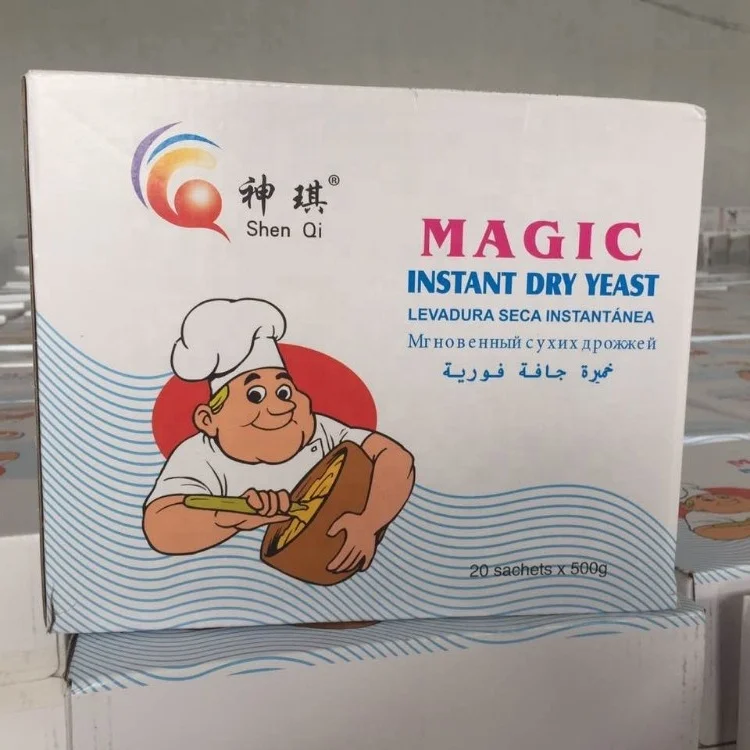 神琪®
Shen Qi
MAGIC
INSTANT DRY YEAST
LEVADURA SECA INSTANTÁNEA
Мгновенный сухих дрожжей
خميرة جافة فورية
20 sachets x 500g